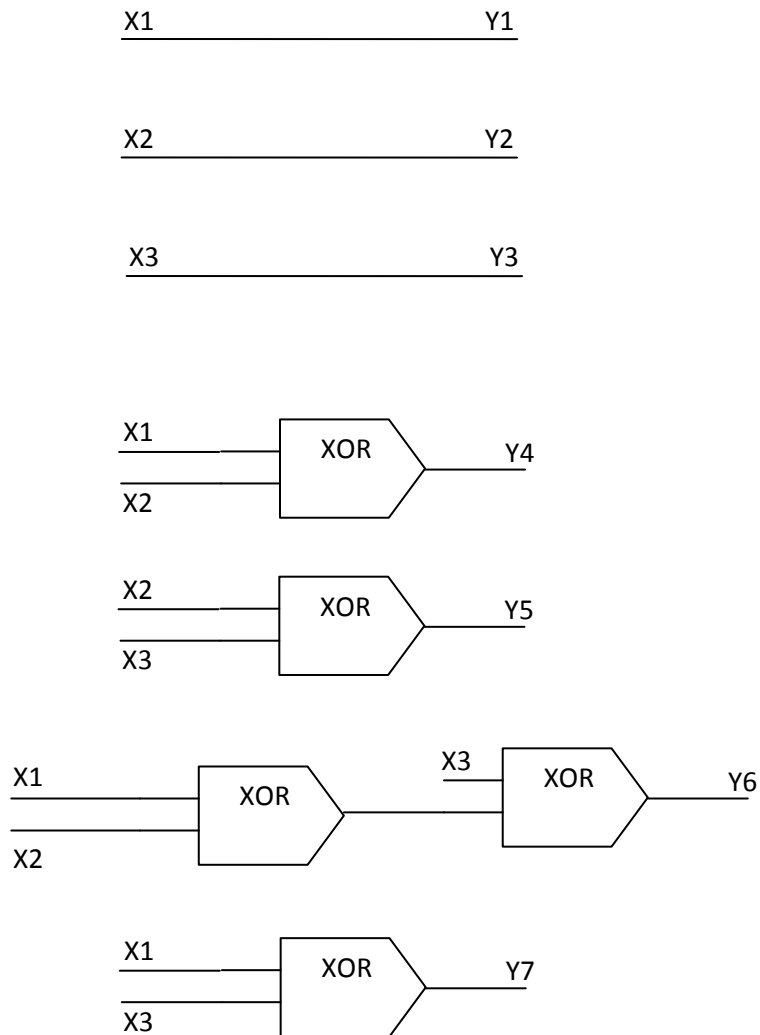 X1 Y1
X2 Y2
X3 Y3
X1
XOR Y4
X2
X2
XOR Y5
X3
X1 XOR X3 XOR Y6
X2
X1
XOR Y7
X3